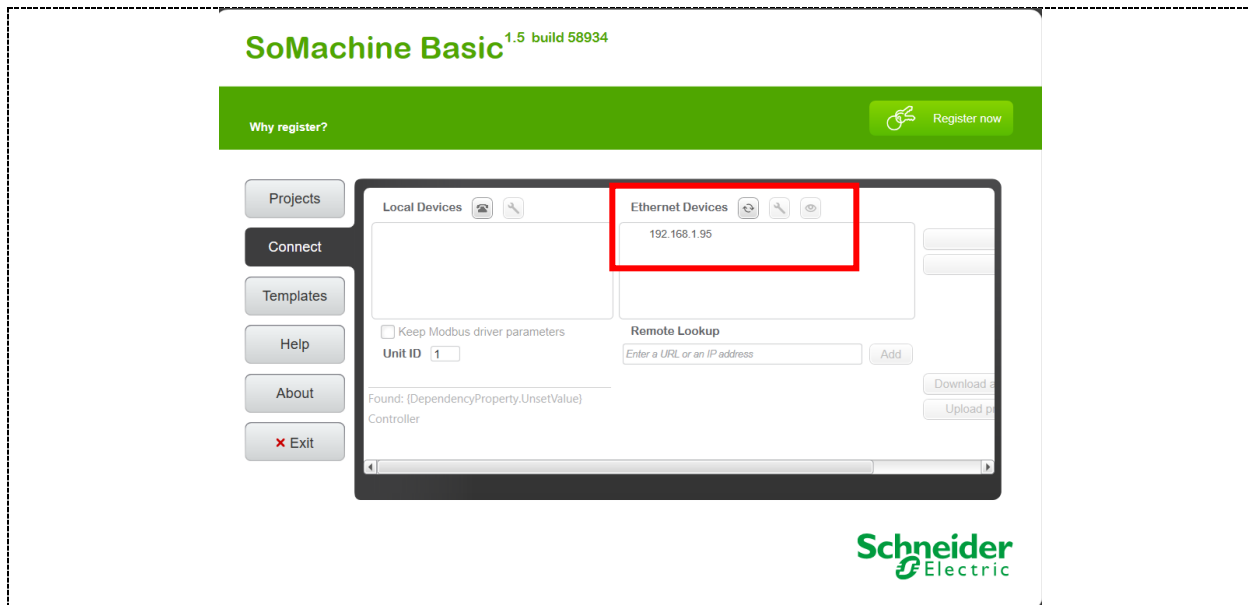 SoMachine Basic 1.5 build 58934
Why register?
Register now
Projects
Connect
Templates
Help
About
Exit
Local Devices
Ethernet Devices
192.168.1.95
Keep Modbus driver parameters
Unit ID 1
Remote Lookup
Enter a URL or an IP address
Add
Found: {DependencyProperty.UnsetValue}
Controller
Download a
Upload p
Schneider
Electric